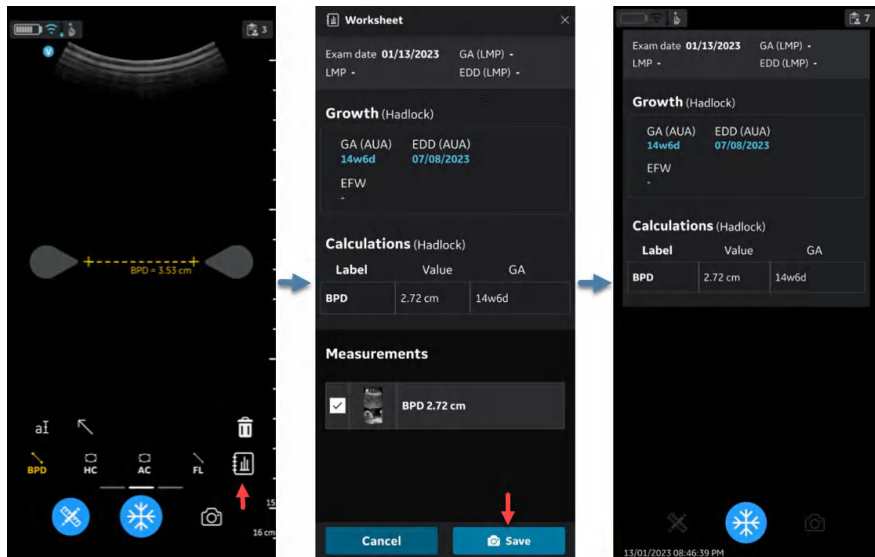 3
V
BPD = 3.53 cm
aI
BPD HC AC FL
15
16 cm
Worksheet
Exam date 01/13/2023 GA (LMP) -
LMP - EDD (LMP) -
Growth (Hadlock)
GA (AUA) EDD (AUA)
14w6d 07/08/2023
EFW
-
Calculations (Hadlock)
Label Value GA
BPD 2.72 cm 14w6d
Measurements
BPD 2.72 cm
Cancel Save
7
Exam date 01/13/2023 GA (LMP) -
LMP - EDD (LMP) -
Growth (Hadlock)
GA (AUA) EDD (AUA)
14w6d 07/08/2023
EFW
-
Calculations (Hadlock)
Label Value GA
BPD 2.72 cm 14w6d
13/01/2023 08:46:39 PM